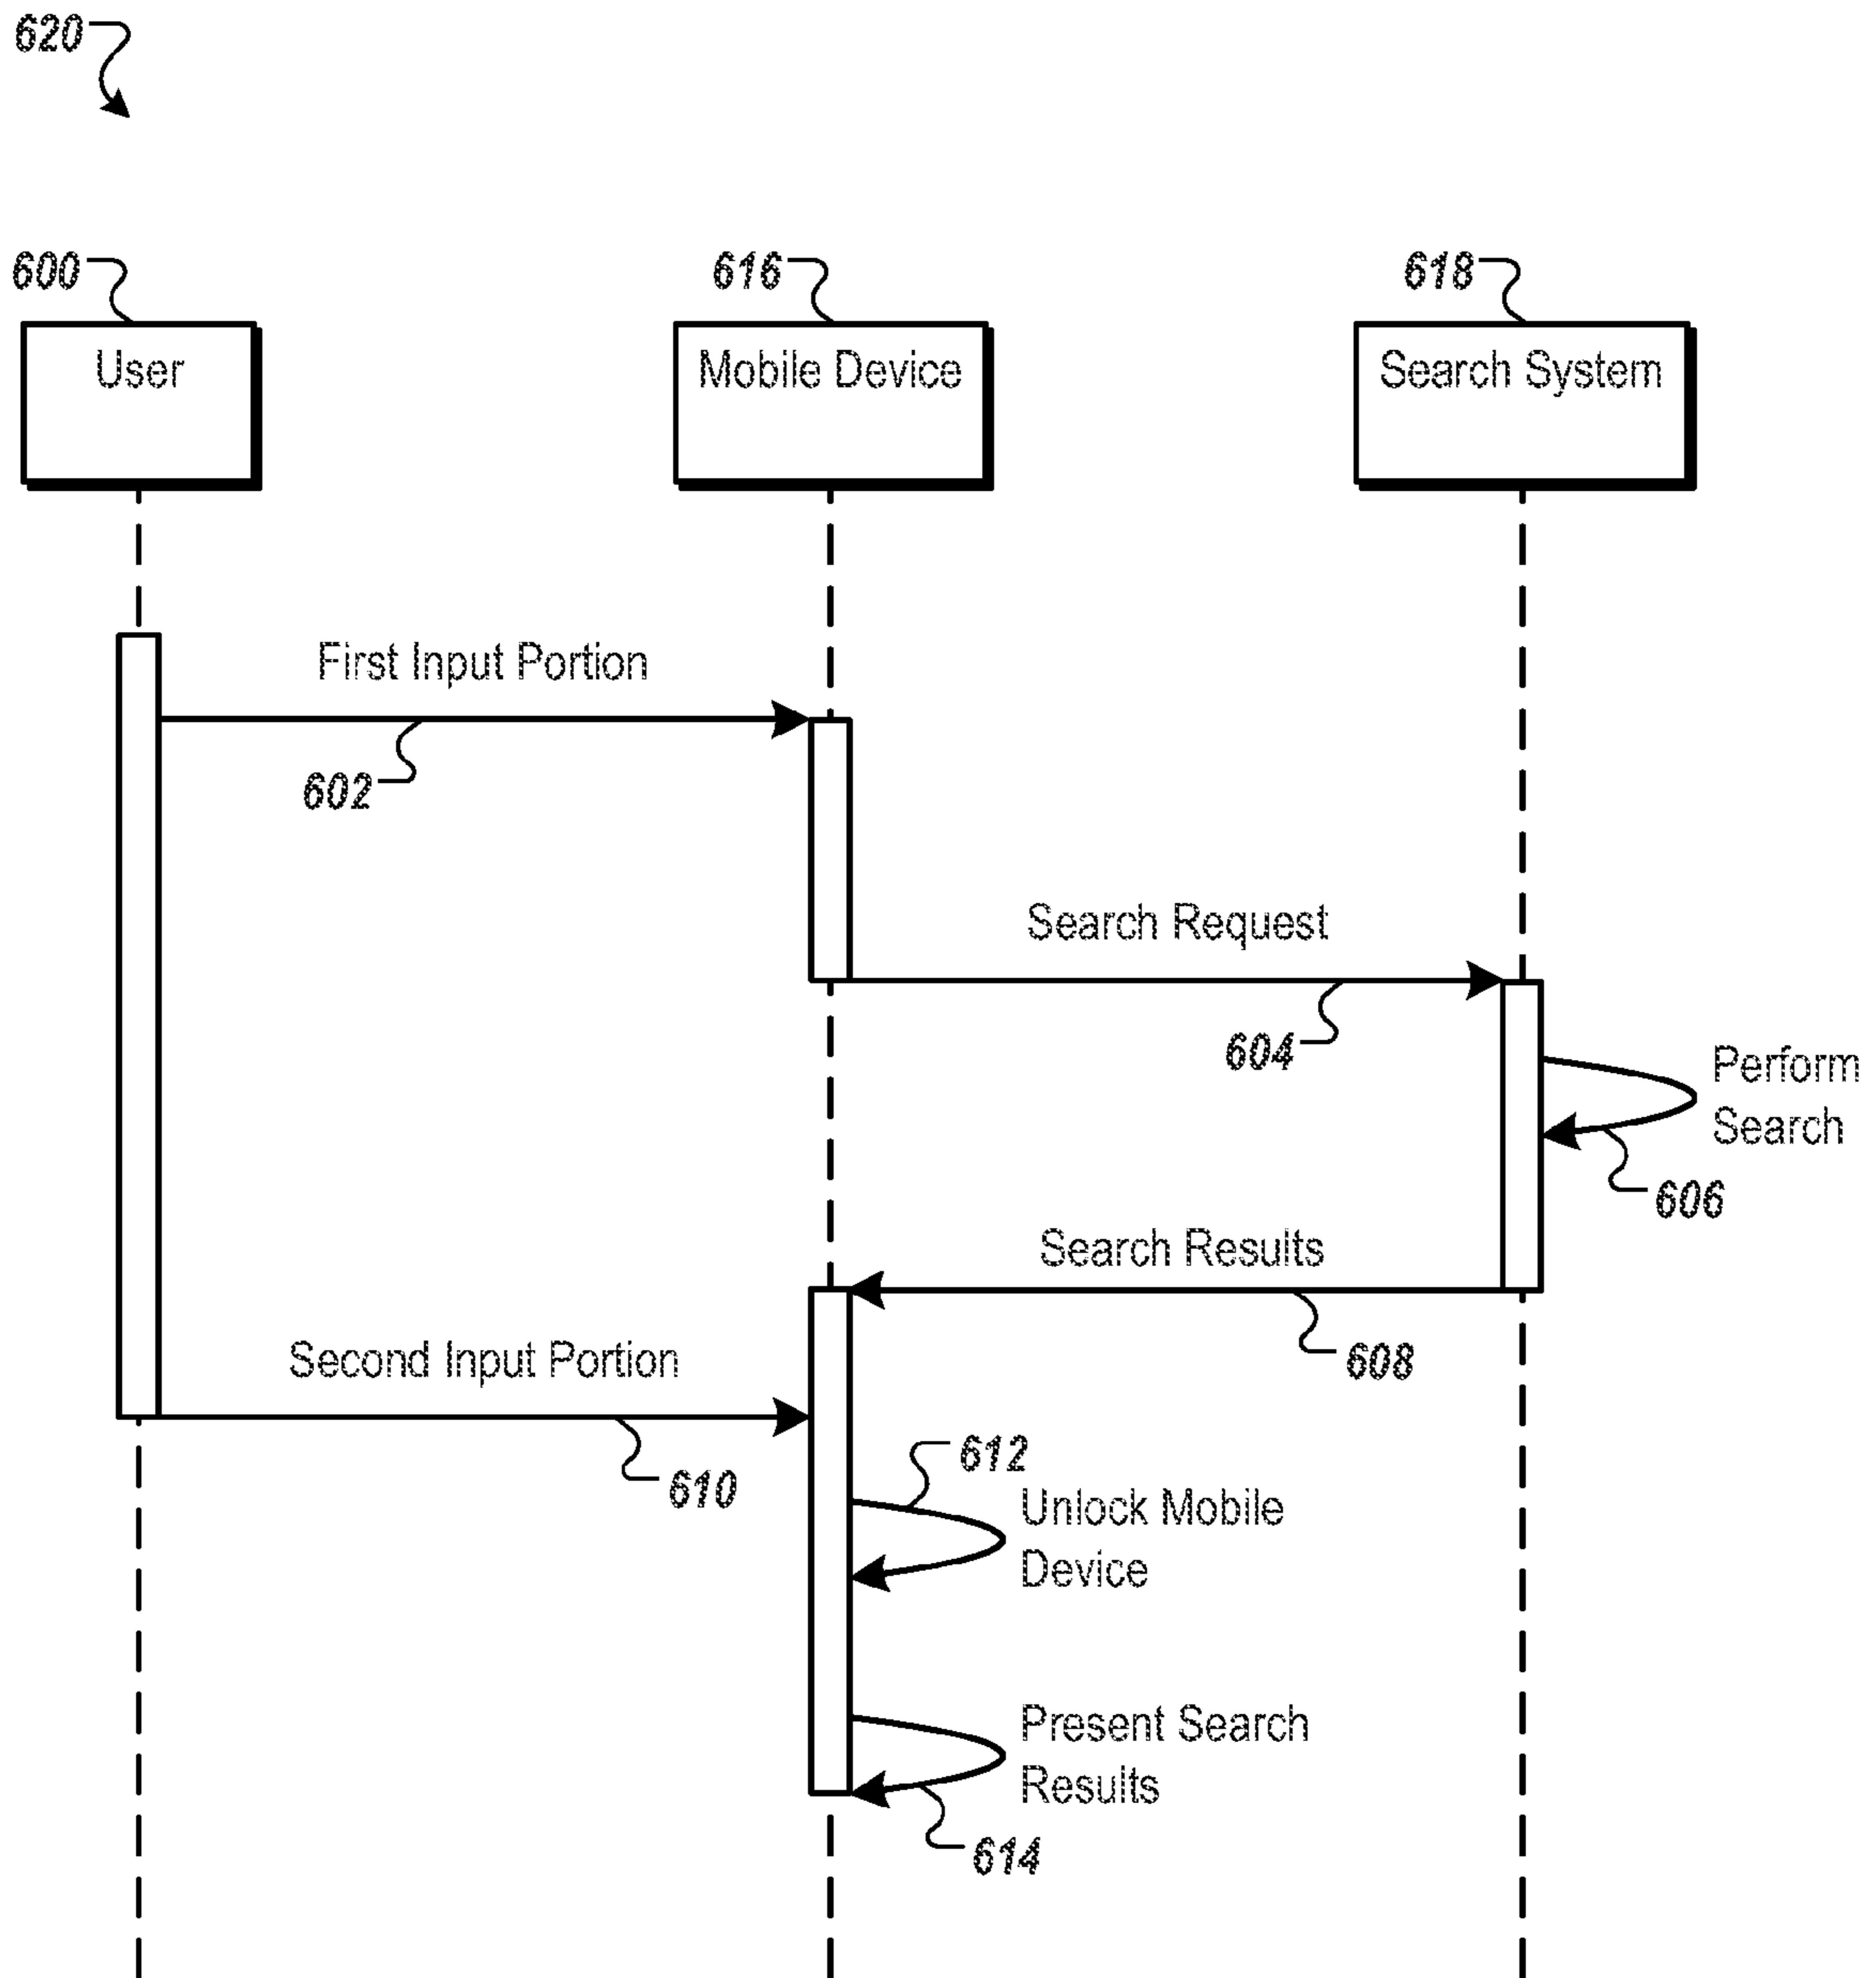 620
600
616
618
User
Mobile Device
Search System
First Input Portion
602
Search Request
604
Perform
Search
606
Search Results
608
Second Input Portion
610
612
Unlock Mobile
Device
Present Search
Results
614